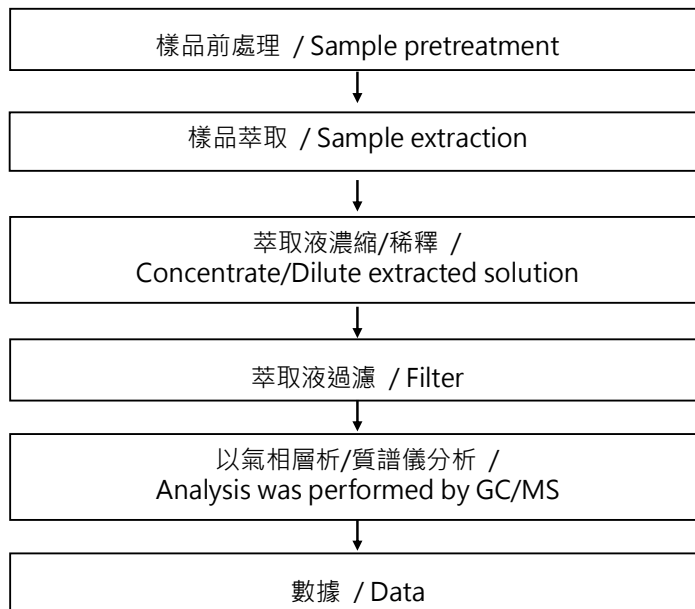 樣品前處理 / Sample pretreatment
樣品萃取 / Sample extraction
萃取液濃縮/稀釋 /
Concentrate/Dilute extracted solution
萃取液過濾 / Filter
以氣相層析/質譜儀分析 /
Analysis was performed by GC/MS
數據 / Data